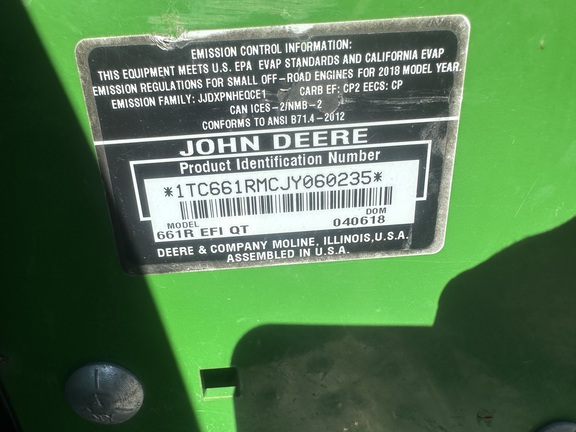 EMISSION CONTROL INFORMATION:
THIS EQUIPMENT MEETS U.S. EPA EVAP STANDARDS AND CALIFORNIA EVAP
EMISSION REGULATIONS FOR SMALL OFF-ROAD ENGINES FOR 2018 MODEL YEAR.
EMISSION FAMILY: JJDXPNHEQCE1 CARB EF: CP2 EECS: CP
CAN ICES-2/NMB-2
CONFORMS TO ANSI B71.4-2012
JOHN DEERE
Product Identification Number
*1TC661RMCJY060235*
MODEL DOM
661R EFI QT 040618
DEERE & COMPANY MOLINE, ILLINOIS, U.S.A.
ASSEMBLED IN U.S.A.